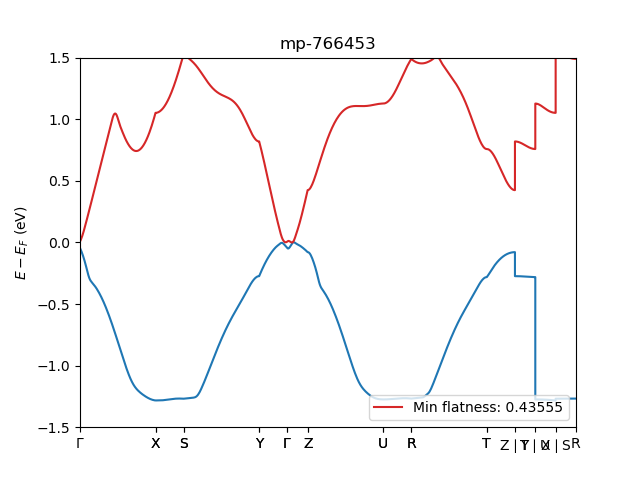 mp-766453
E − E_F (eV)
1.5
1.0
0.5
0.0
−0.5
−1.0
−1.5
Min flatness: 0.43555
Γ X S Y Γ Z U R T Z|T Y|U X|S R